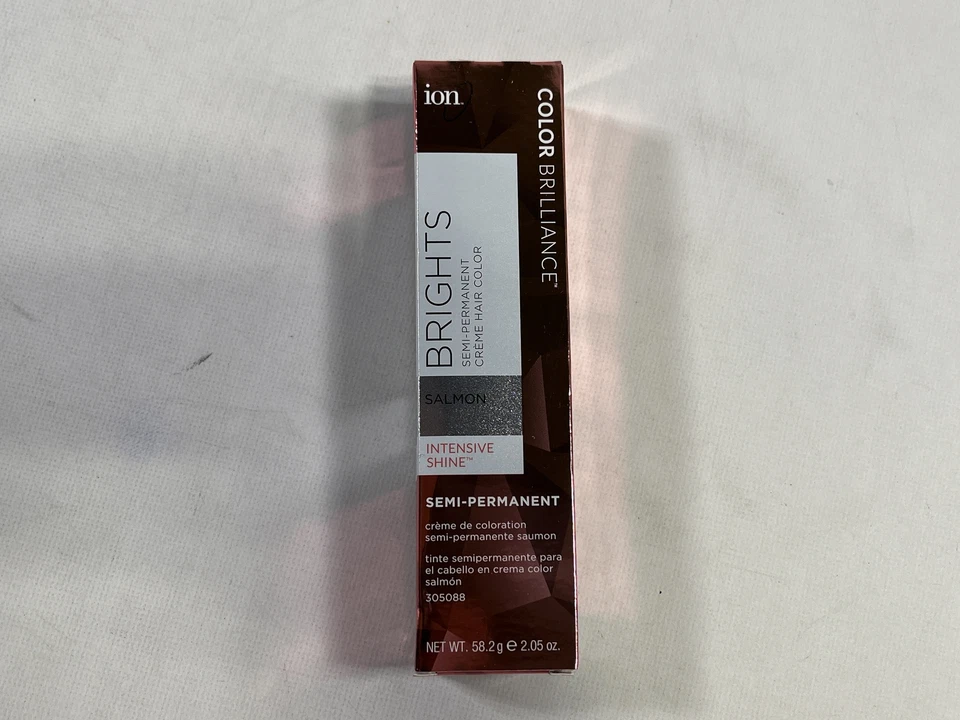 ion.
COLOR BRILLIANCE™
BRIGHTS
SEMI-PERMANENT
CRÈME HAIR COLOR
SALMON
INTENSIVE
SHINE™
SEMI-PERMANENT
crème de coloration
semi-permanente saumon
tinte semipermanente para
el cabello en crema color
salmón
305088
NET WT. 58.2g ℮ 2.05 oz.